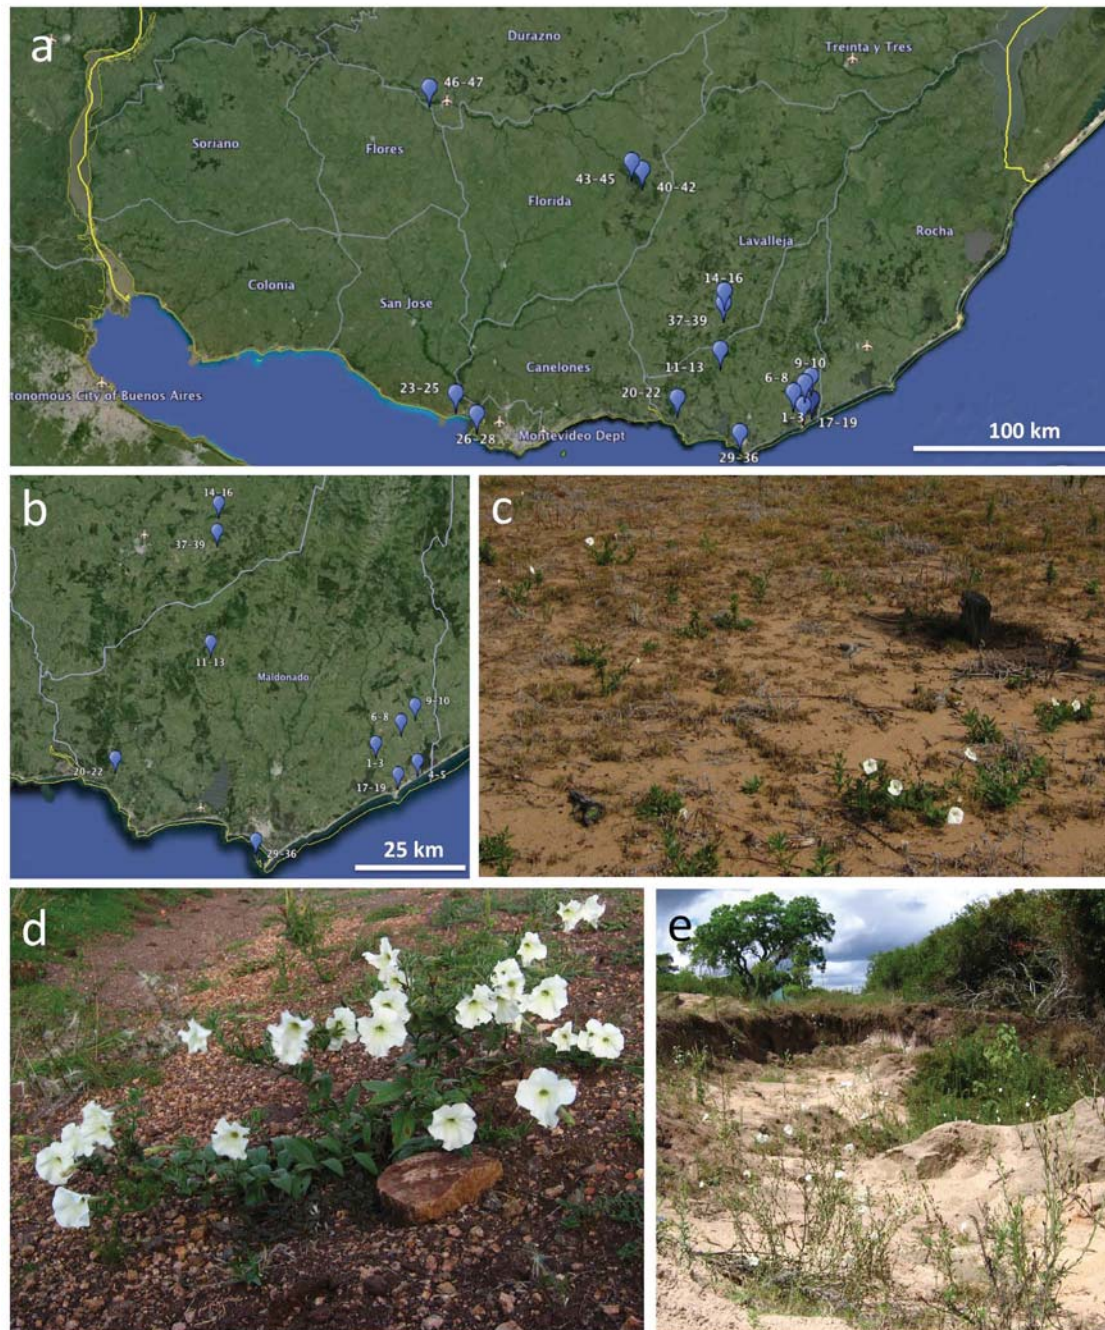 a
Durazno
Treinta y Tres
46-47
Soriano
Flores
43-45
40-42
Florida
Rocha
Lavalleja
14-16
Colonia
San Jose
37-39
Canelones
11-13
9-10
6-8
23-25
20-22
tonomous City of Buenos Aires
1-3
17-19
26-28
Montevideo Dept
100 km
29-36
b
14-16
37-39
11-13
Maldonado
9-10
6-8
1-3
20-22
4-5
17-19
29-36
25 km
c
d
e